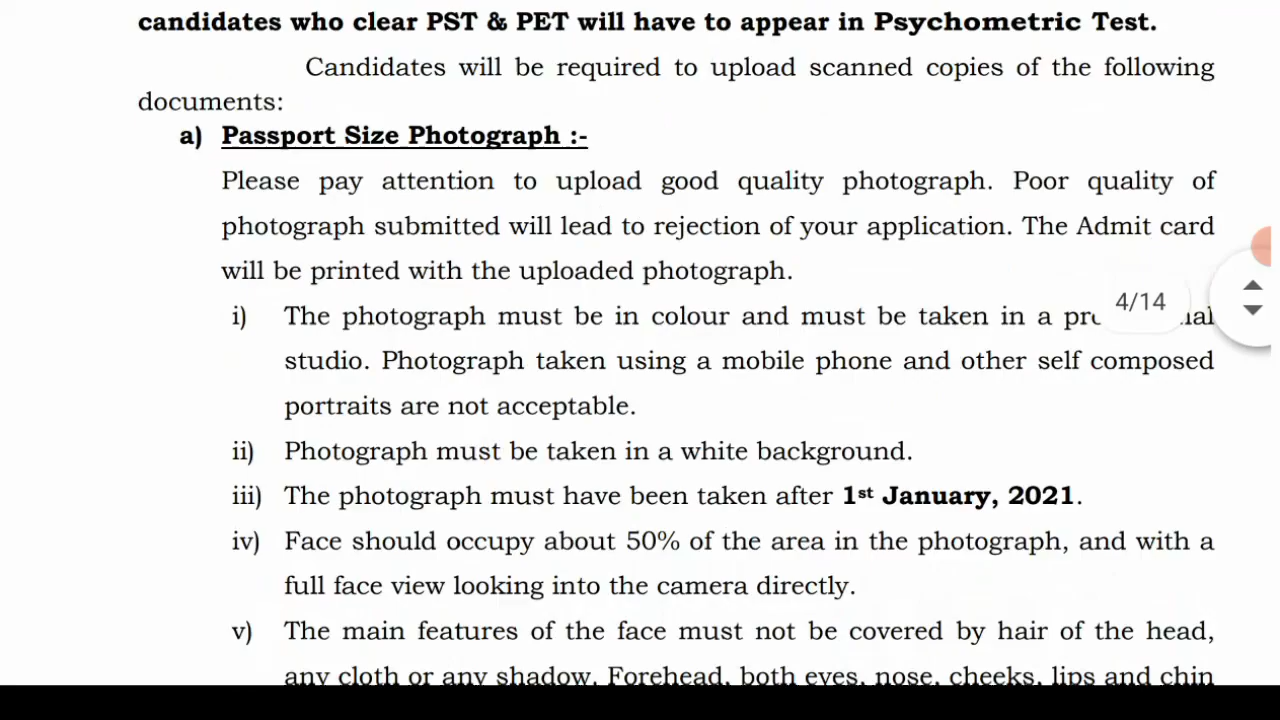 candidates who clear PST & PET will have to appear in Psychometric Test.
Candidates will be required to upload scanned copies of the following
documents:
a) Passport Size Photograph :-
Please pay attention to upload good quality photograph. Poor quality of
photograph submitted will lead to rejection of your application. The Admit card
will be printed with the uploaded photograph.
i) The photograph must be in colour and must be taken in a
4/14
studio. Photograph taken using a mobile phone and other self composed
portraits are not acceptable.
ii) Photograph must be taken in a white background.
iii) The photograph must have been taken after 1st January, 2021.
iv) Face should occupy about 50% of the area in the photograph, and with a
full face view looking into the camera directly.
v) The main features of the face must not be covered by hair of the head,
any cloth or any shadow. Forehead, both eyes, nose, cheeks, lips and chin